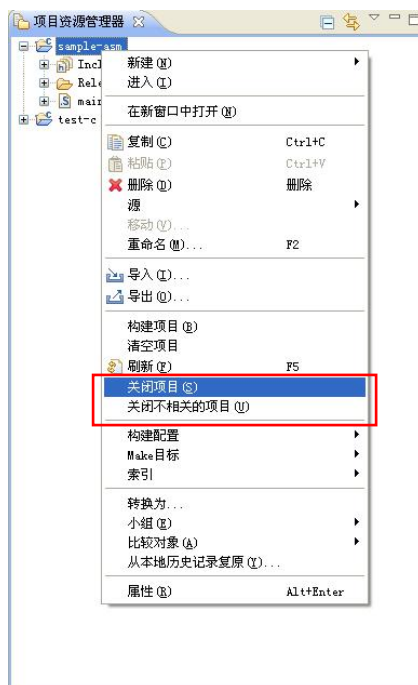 项目资源管理器
sample-asm
Incl
Rele
main
test-c
新建(N)
进入(I)
在新窗口中打开(N)
复制(C) Ctrl+C
粘贴(P) Ctrl+V
删除(D) 删除
源
移动(V)...
重命名(M)... F2
导入(I)...
导出(O)...
构建项目(B)
清空项目
刷新(F) F5
关闭项目(S)
关闭不相关的项目(U)
构建配置
Make目标
索引
转换为...
小组(E)
比较对象(A)
从本地历史记录复原(Y)...
属性(R) Alt+Enter